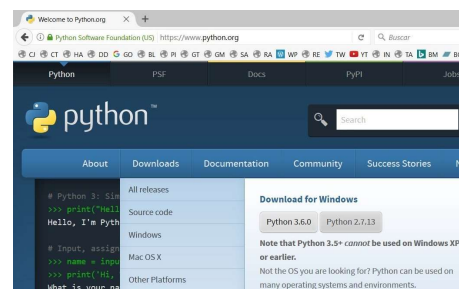 Welcome to Python.org
Python Software Foundation (US) https://www.python.org
Buscar
CJ CT HA DD GO BL PI GT GM SA RA WP RE TW YT IN TA BM
Python PSF Docs PyPI Jobs
python™
Search
About Downloads Documentation Community Success Stories N
# Python 3: Sim
>>> print("Hell
Hello, I'm Pyth
# Input, assign
>>> name = inpu
>>> print('Hi,
What is your na
All releases
Source code
Windows
Mac OS X
Other Platforms
Download for Windows
Python 3.6.0 Python 2.7.13
Note that Python 3.5+ cannot be used on Windows XP
or earlier.
Not the OS you are looking for? Python can be used on
many operating systems and environments.